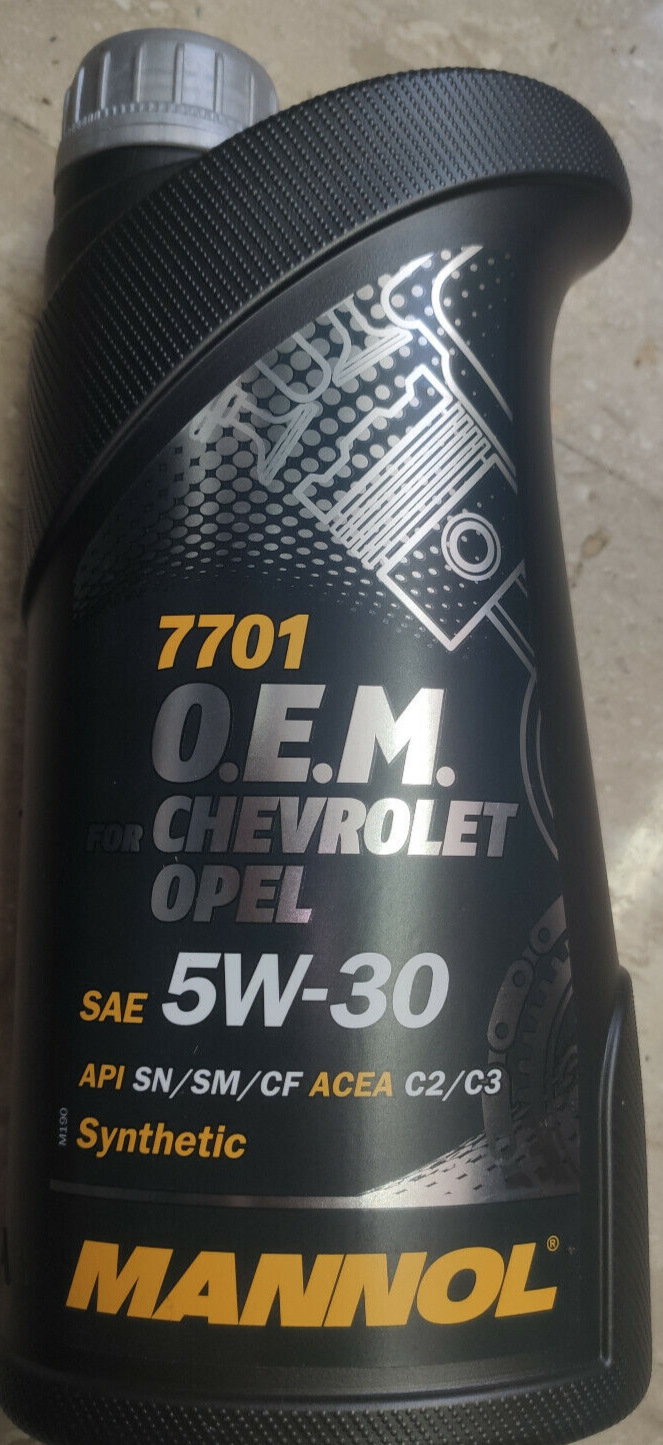 7701
O.E.M.
FOR CHEVROLET
OPEL
SAE 5W-30
API SN/SM/CF ACEA C2/C3
M190
Synthetic
MANNOL®